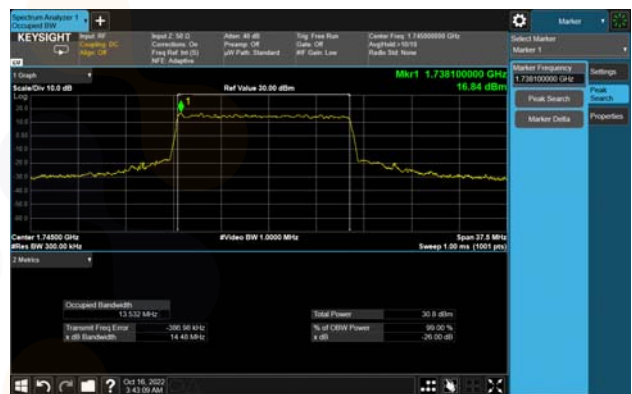 Spectrum Analyzer 1
Occupied BW
+
Marker
KEYSIGHT
Input: RF
Coupling: DC
Align: Off
Input Z: 50 Ω
Corrections: On
Freq Ref: Int (S)
NFE: Adaptive
Atten: 40 dB
Preamp: Off
µW Path: Standard
Trig: Free Run
Gate: Off
#IF Gain: Low
Center Freq: 1.745000000 GHz
Avg|Hold:>10/10
Radio Std: None
Select Marker
Marker 1
1 Graph
Mkr1 1.738100000 GHz
16.84 dBm
Scale/Div 10.0 dB
Ref Value 30.00 dBm
Log
1
Marker Frequency
1.738100000 GHz
Settings
Peak Search
Peak
Search
Marker Delta
Properties
Center 1.74500 GHz
#Video BW 1.0000 MHz
Span 37.5 MHz
#Res BW 300.00 kHz
Sweep 1.00 ms (1001 pts)
2 Metrics
Occupied Bandwidth
13.532 MHz
Total Power
30.8 dBm
Transmit Freq Error
-386.98 kHz
% of OBW Power
99.00 %
x dB Bandwidth
14.48 MHz
x dB
-26.00 dB
?
Oct 16, 2022
3:43:09 AM